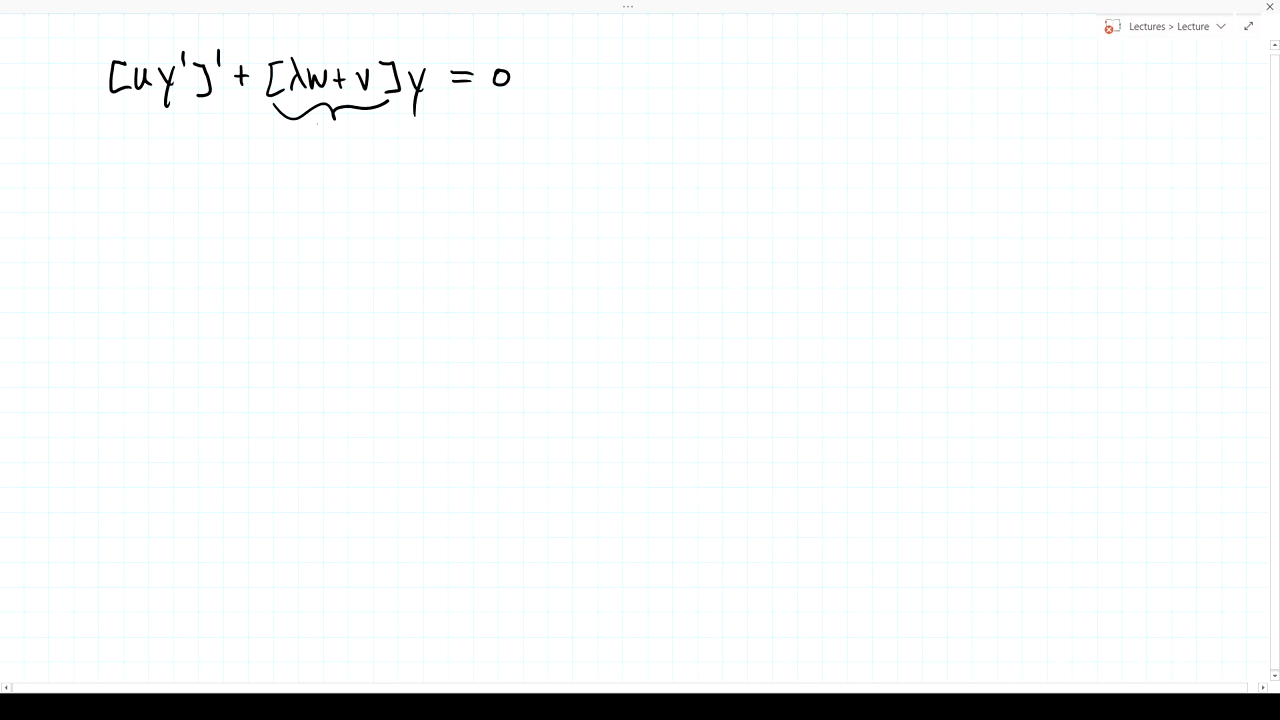 Lectures > Lecture
[uy']' + [λw + v]y = 0